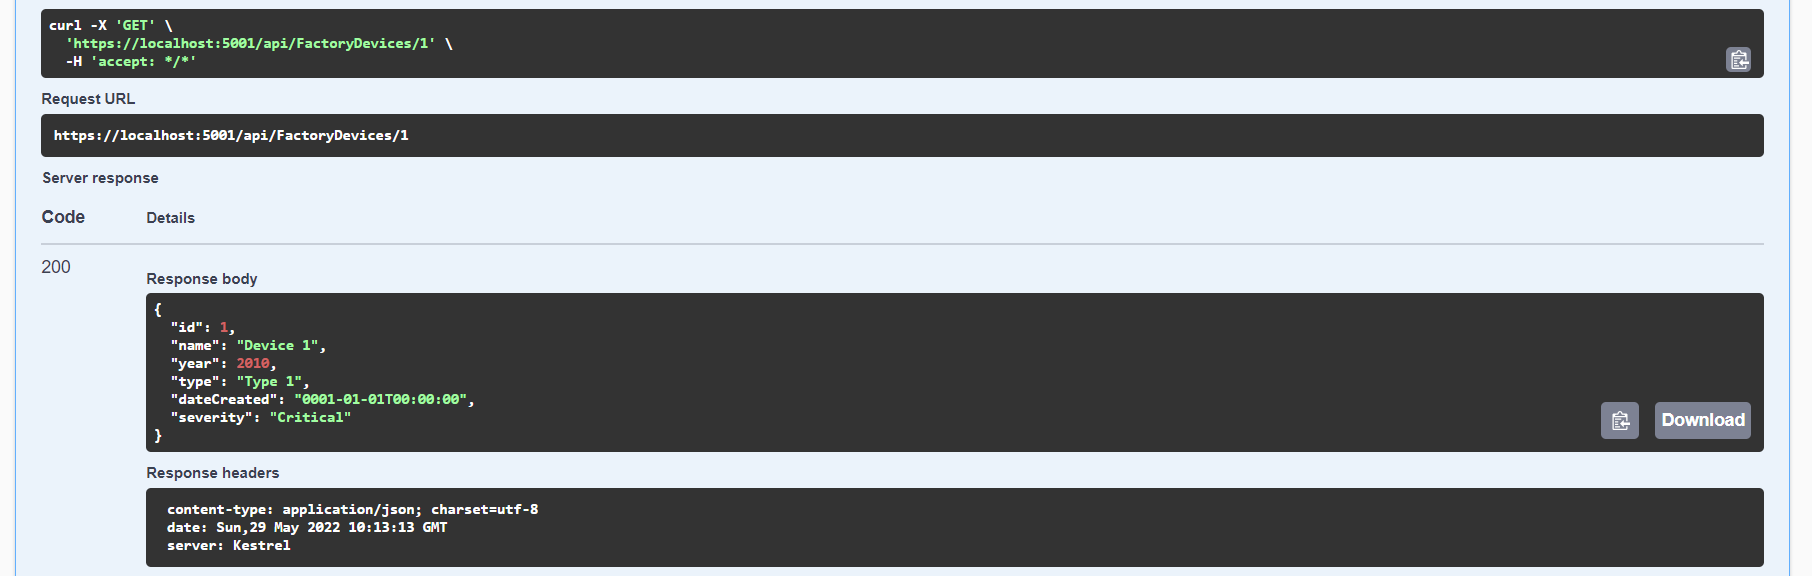 curl -X 'GET' \
  'https://localhost:5001/api/FactoryDevices/1' \
  -H 'accept: */*'
Request URL
https://localhost:5001/api/FactoryDevices/1
Server response
Code Details
200
Response body
{
  "id": 1,
  "name": "Device 1",
  "year": 2010,
  "type": "Type 1",
  "dateCreated": "0001-01-01T00:00:00",
  "severity": "Critical"
}
Download
Response headers
content-type: application/json; charset=utf-8
date: Sun,29 May 2022 10:13:13 GMT
server: Kestrel